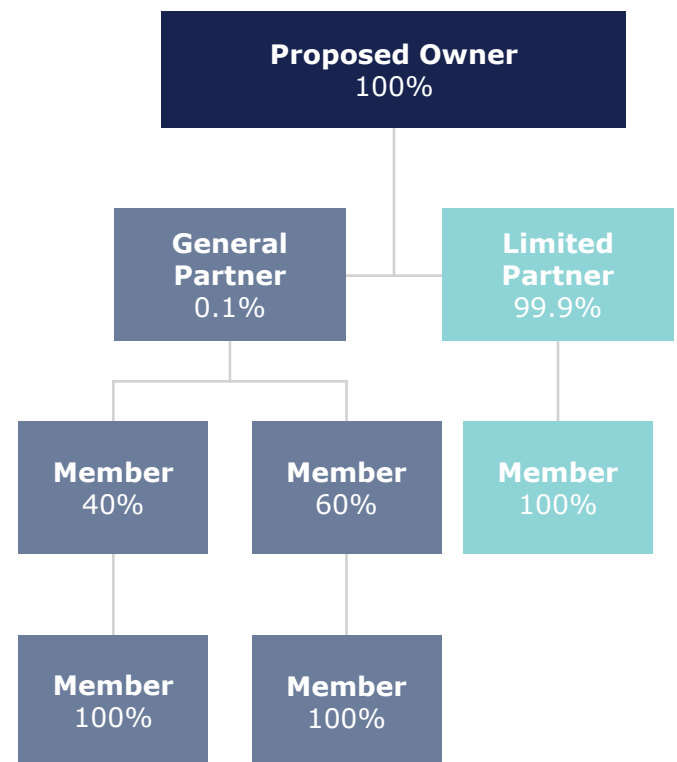 Proposed Owner
100%
General
Partner
0.1%
Limited
Partner
99.9%
Member
40%
Member
60%
Member
100%
Member
100%
Member
100%